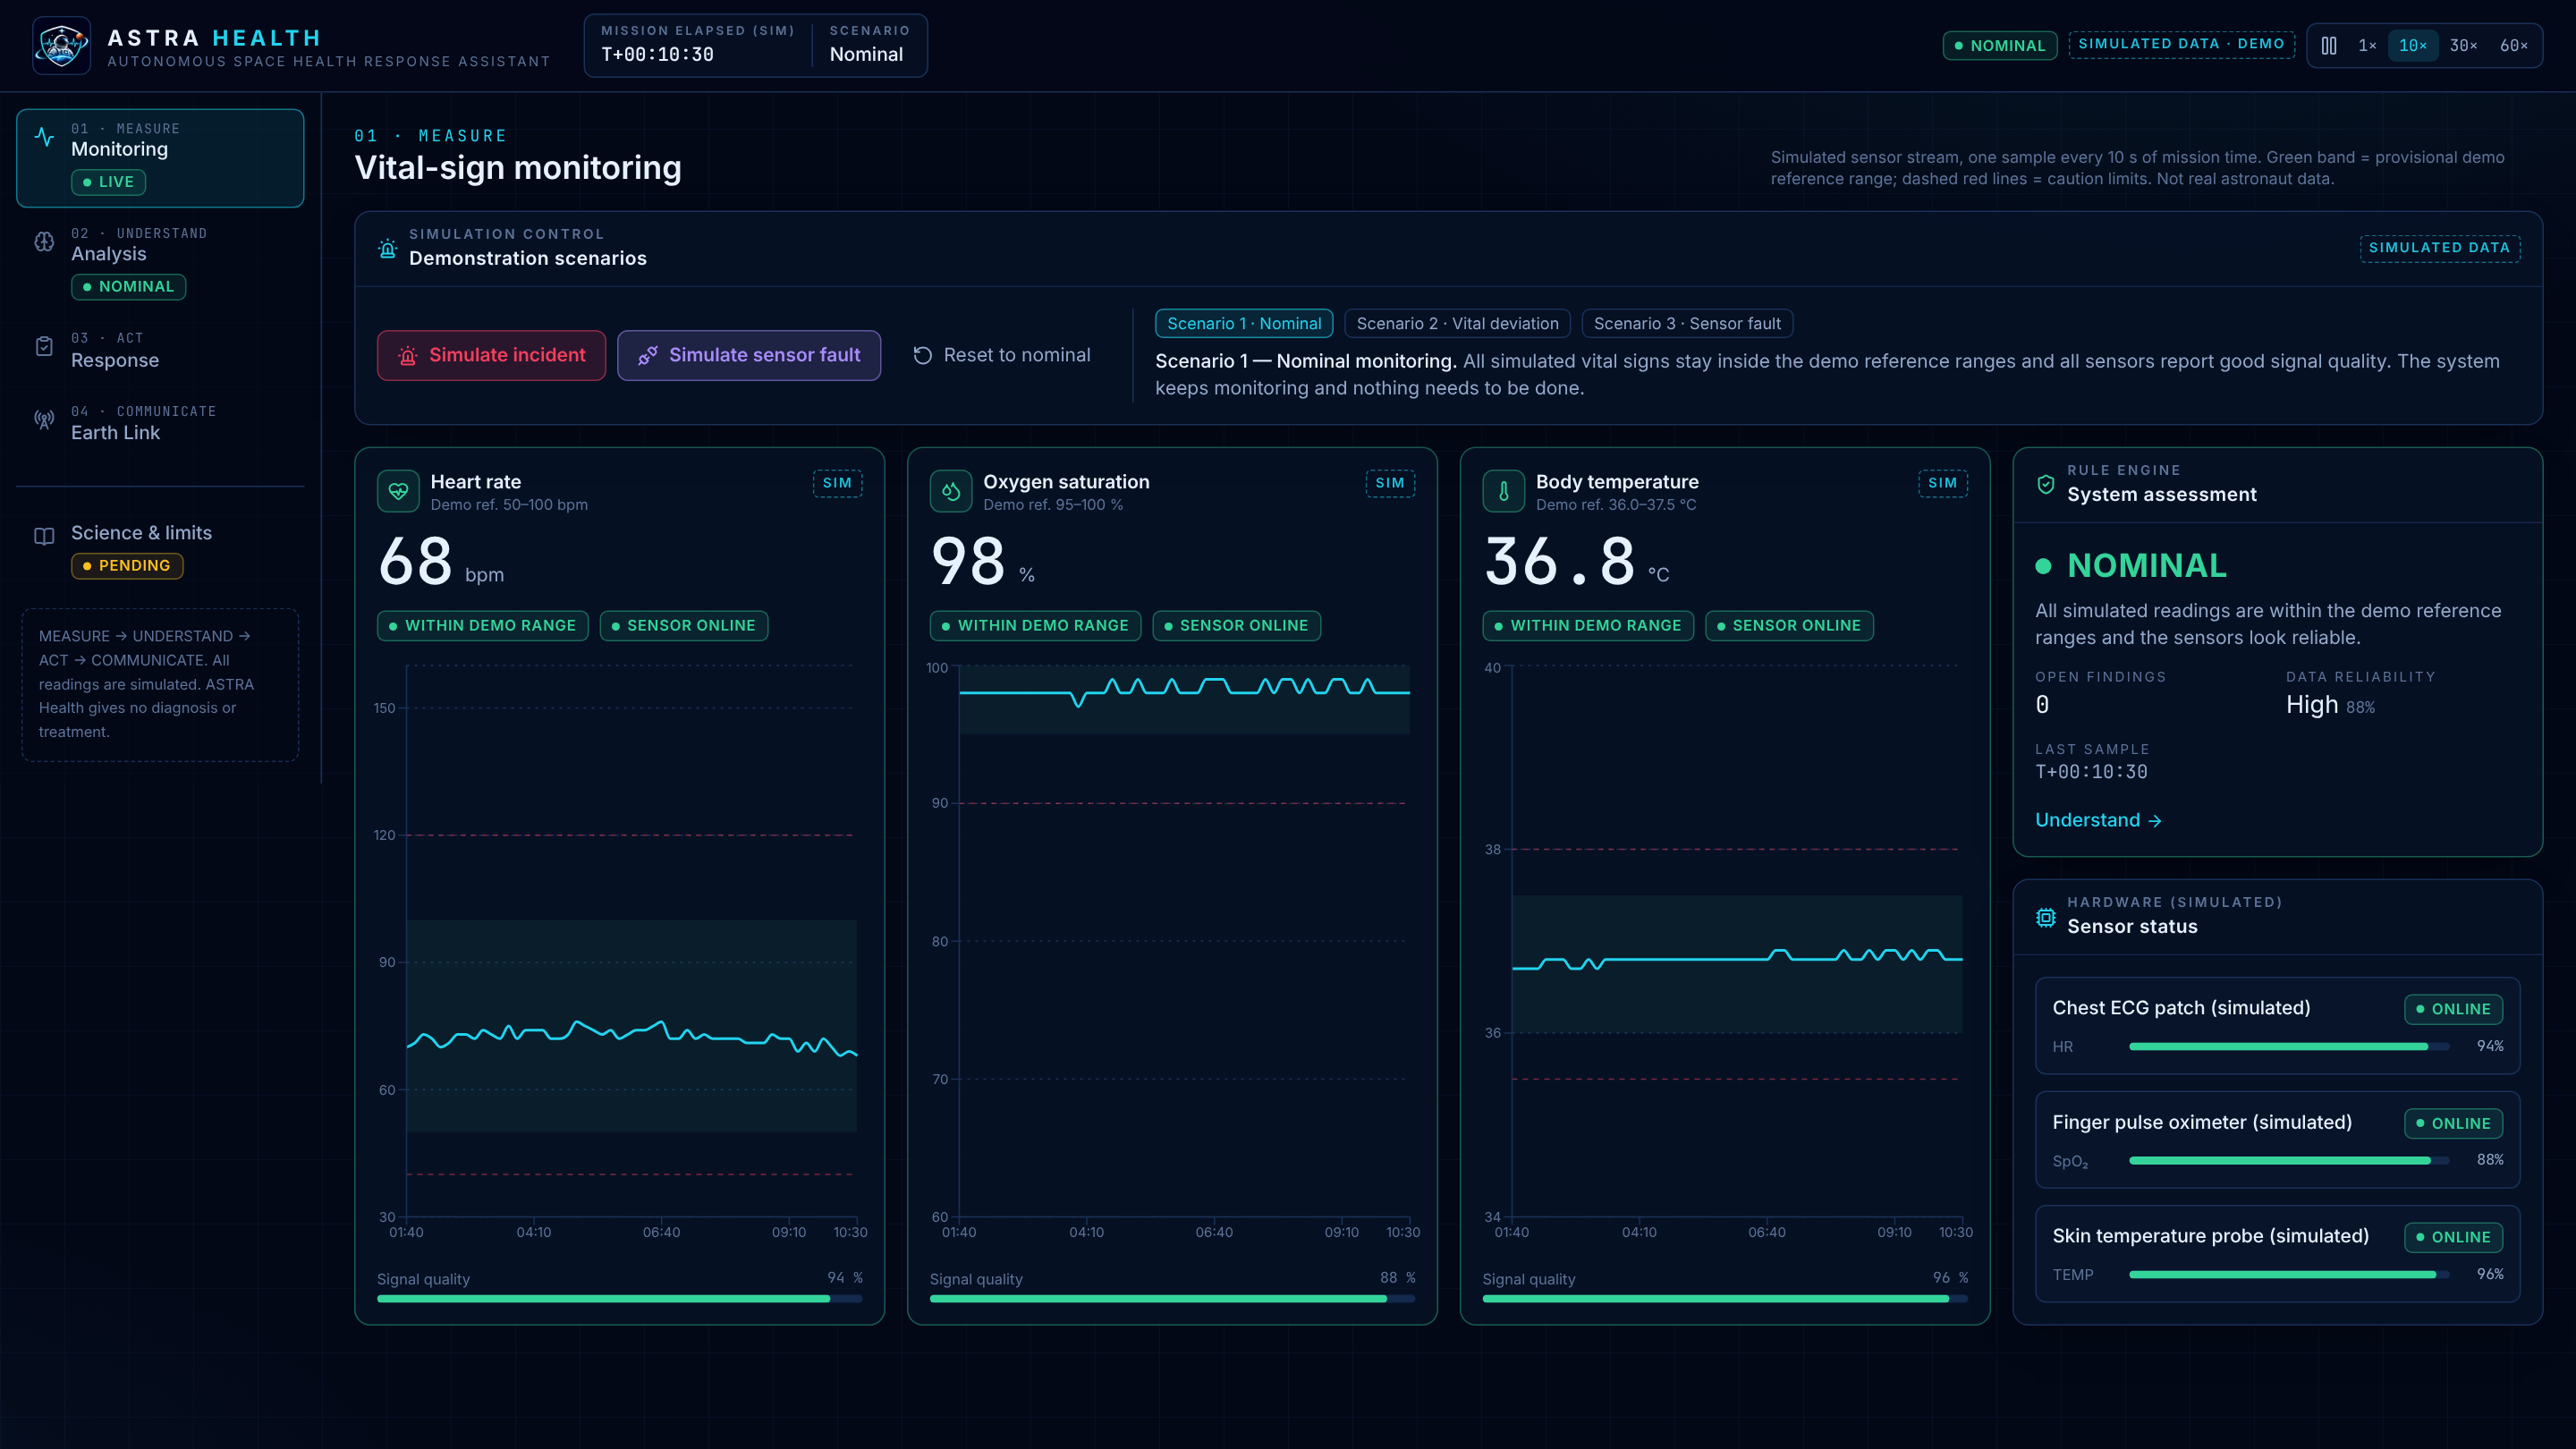 ASTRA HEALTH
AUTONOMOUS SPACE HEALTH RESPONSE ASSISTANT
MISSION ELAPSED (SIM)
T+00:10:30
SCENARIO
Nominal
NOMINAL
SIMULATED DATA · DEMO
1×
10×
30×
60×
01 · MEASURE
Monitoring
LIVE
02 · UNDERSTAND
Analysis
NOMINAL
03 · ACT
Response
04 · COMMUNICATE
Earth Link
Science & limits
PENDING
MEASURE → UNDERSTAND →
ACT → COMMUNICATE. All
readings are simulated. ASTRA
Health gives no diagnosis or
treatment.
01 · MEASURE
Vital-sign monitoring
Simulated sensor stream, one sample every 10 s of mission time. Green band = provisional demo
reference range; dashed red lines = caution limits. Not real astronaut data.
SIMULATION CONTROL
Demonstration scenarios
SIMULATED DATA
Simulate incident
Simulate sensor fault
Reset to nominal
Scenario 1 · Nominal
Scenario 2 · Vital deviation
Scenario 3 · Sensor fault
Scenario 1 — Nominal monitoring. All simulated vital signs stay inside the demo reference ranges and all sensors report good signal quality. The system
keeps monitoring and nothing needs to be done.
Heart rate
Demo ref. 50–100 bpm
SIM
68 bpm
WITHIN DEMO RANGE
SENSOR ONLINE
150
120
90
60
30
01:40
04:10
06:40
09:10
10:30
Signal quality
94 %
Oxygen saturation
Demo ref. 95–100 %
SIM
98 %
WITHIN DEMO RANGE
SENSOR ONLINE
100
90
80
70
60
01:40
04:10
06:40
09:10
10:30
Signal quality
88 %
Body temperature
Demo ref. 36.0–37.5 °C
SIM
36.8 °C
WITHIN DEMO RANGE
SENSOR ONLINE
40
38
36
34
01:40
04:10
06:40
09:10
10:30
Signal quality
96 %
RULE ENGINE
System assessment
NOMINAL
All simulated readings are within the demo reference
ranges and the sensors look reliable.
OPEN FINDINGS
0
DATA RELIABILITY
High 88%
LAST SAMPLE
T+00:10:30
Understand →
HARDWARE (SIMULATED)
Sensor status
Chest ECG patch (simulated)
ONLINE
HR
94%
Finger pulse oximeter (simulated)
ONLINE
SpO₂
88%
Skin temperature probe (simulated)
ONLINE
TEMP
96%